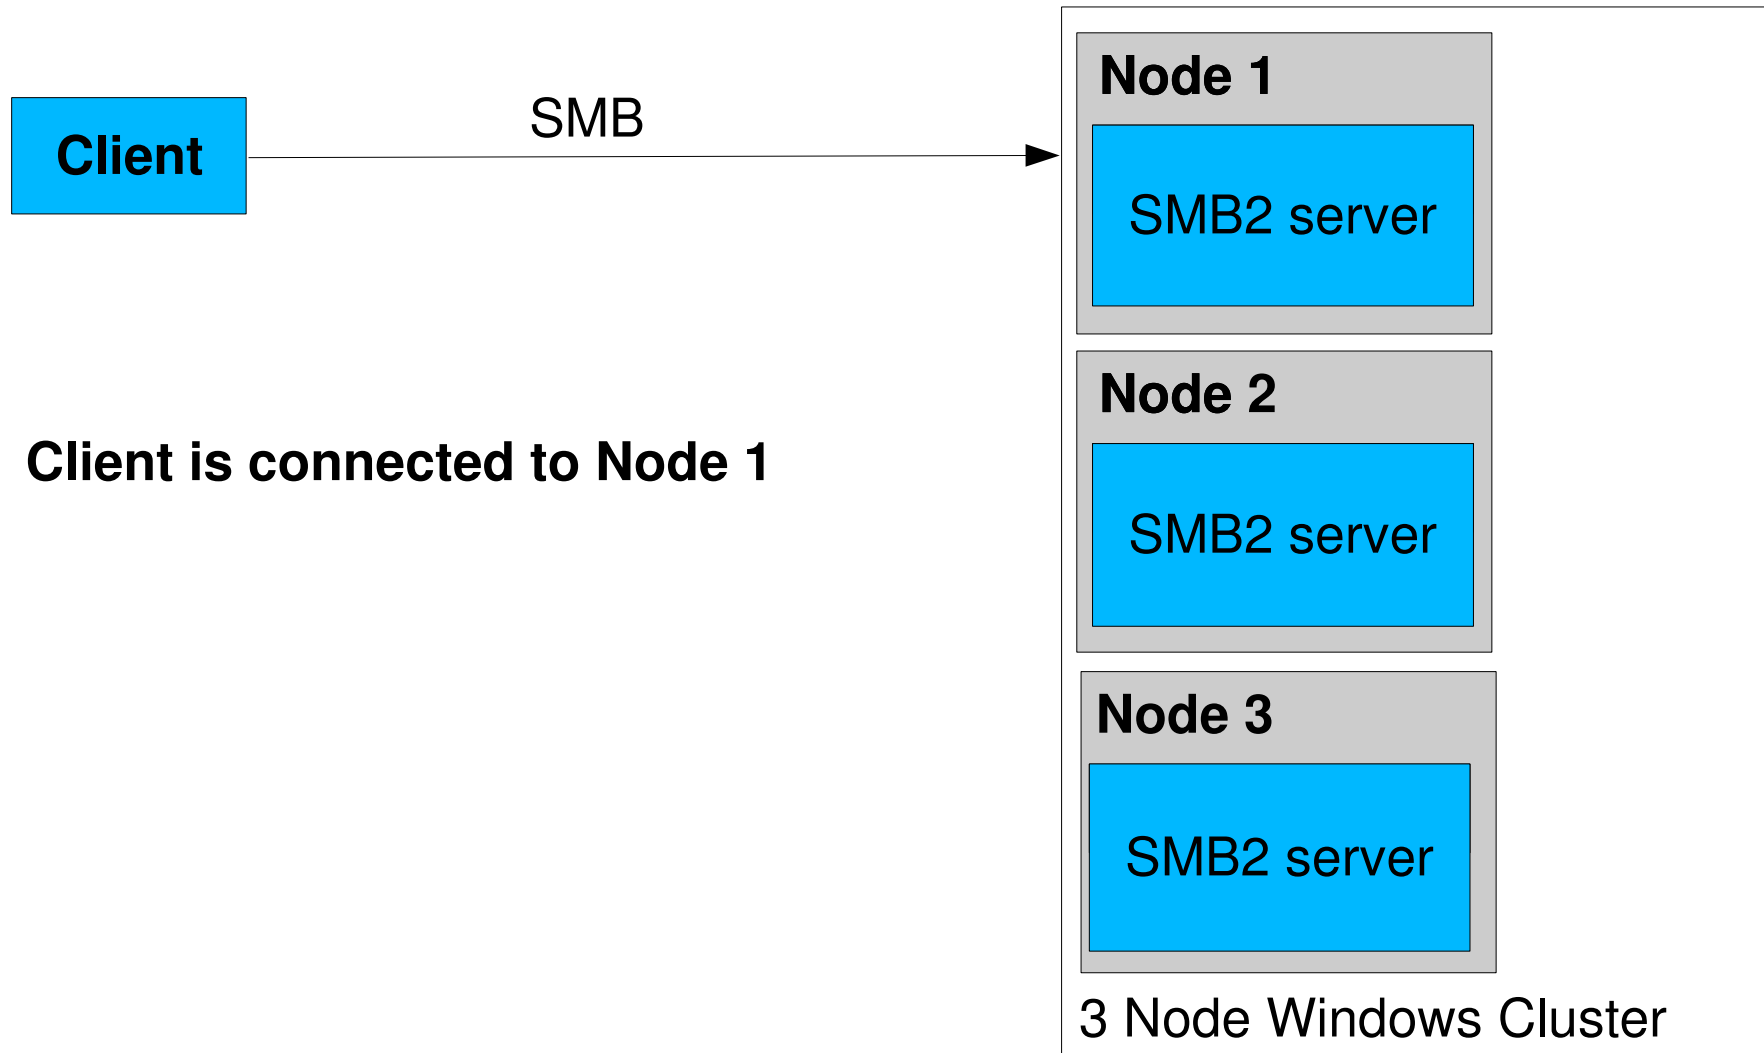 Client
SMB
Client is connected to Node 1
Node 1
SMB2 server
Node 2
SMB2 server
Node 3
SMB2 server
3 Node Windows Cluster